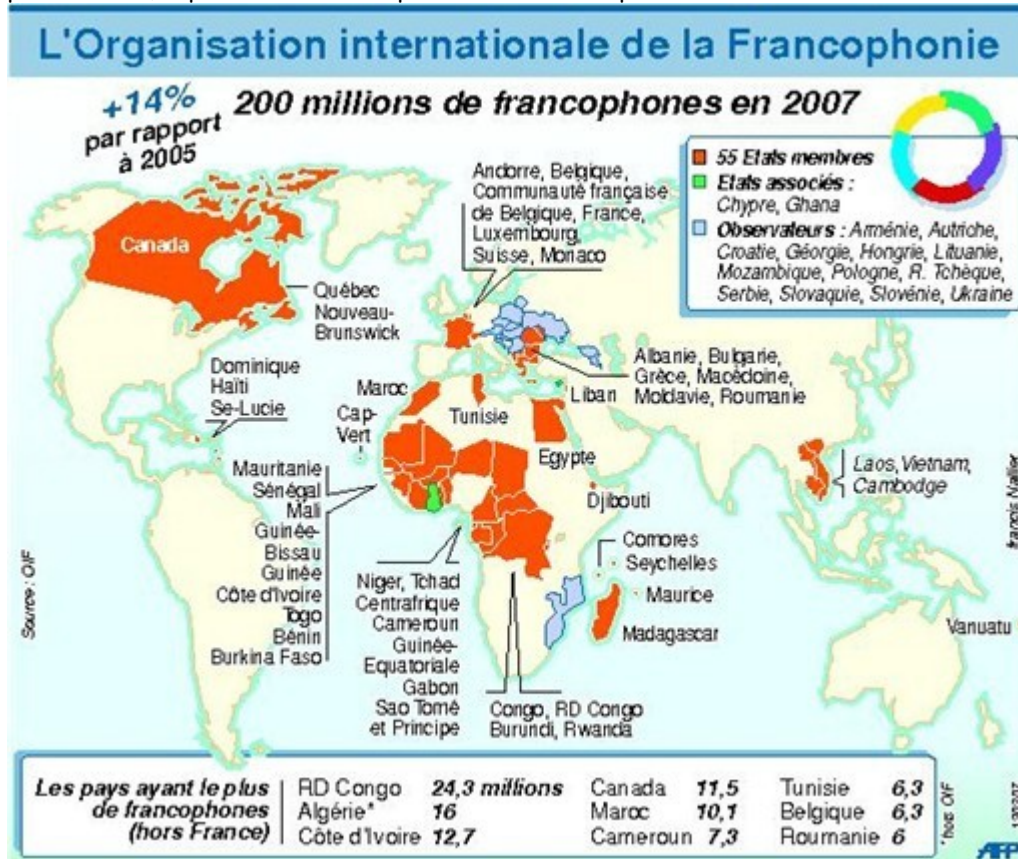 L'Organisation internationale de la Francophonie
+14%
par rapport
à 2005
200 millions de francophones en 2007
55 Etats membres
Etats associés :
Chypre, Ghana
Observateurs : Arménie, Autriche,
Croatie, Géorgie, Hongrie, Lituanie,
Mozambique, Pologne, R. Tchèque,
Serbie, Slovaquie, Slovénie, Ukraine
Andorre, Belgique,
Communauté française
de Belgique, France,
Luxembourg,
Suisse, Monaco
Canada
Québec
Nouveau-
Brunswick
Dominique
Haïti
Se-Lucie
Maroc
Cap-
Vert
Tunisie
Liban
Albanie, Bulgarie,
Grèce, Macédoine,
Moldavie, Roumanie
Egypte
Djibouti
Laos, Vietnam,
Cambodge
Mauritanie
Sénégal
Mali
Guinée-
Bissau
Guinée
Côte d'Ivoire
Togo
Bénin
Burkina Faso
Niger, Tchad
Centrafrique
Cameroun
Guinée-
Equatoriale
Gabon
Sao Tomé
et Principe
Congo, RD Congo
Burundi, Rwanda
Comores
Seychelles
Maurice
Madagascar
Vanuatu
Source : OIF
francis Nallier
Les pays ayant le plus
de francophones
(hors France)
RD Congo 24,3 millions
Algérie* 16
Côte d'Ivoire 12,7
Canada 11,5
Maroc 10,1
Cameroun 7,3
Tunisie 6,3
Belgique 6,3
Roumanie 6
*hors OIF
AFP